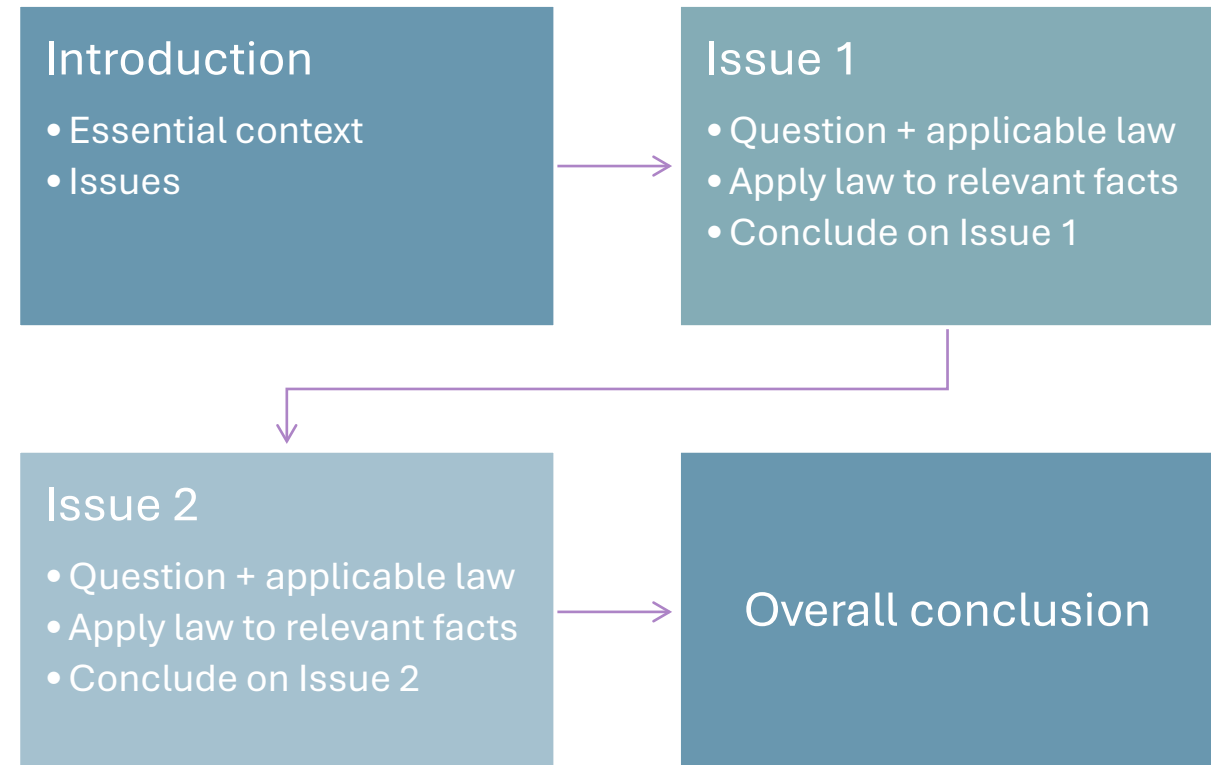 Introduction
• Essential context
• Issues
Issue 1
• Question + applicable law
• Apply law to relevant facts
• Conclude on Issue 1
Issue 2
• Question + applicable law
• Apply law to relevant facts
• Conclude on Issue 2
Overall conclusion